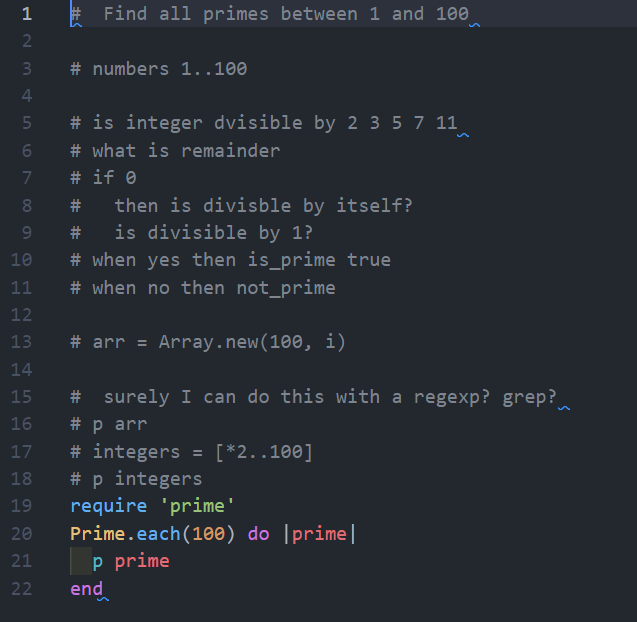 1 #  Find all primes between 1 and 100
2
3 # numbers 1..100
4
5 # is integer dvisible by 2 3 5 7 11
6 # what is remainder
7 # if 0
8 #   then is divisble by itself?
9 #   is divisible by 1?
10 # when yes then is_prime true
11 # when no then not_prime
12
13 # arr = Array.new(100, i)
14
15 #  surely I can do this with a regexp? grep?
16 # p arr
17 # integers = [*2..100]
18 # p integers
19 require 'prime'
20 Prime.each(100) do |prime|
21   p prime
22 end